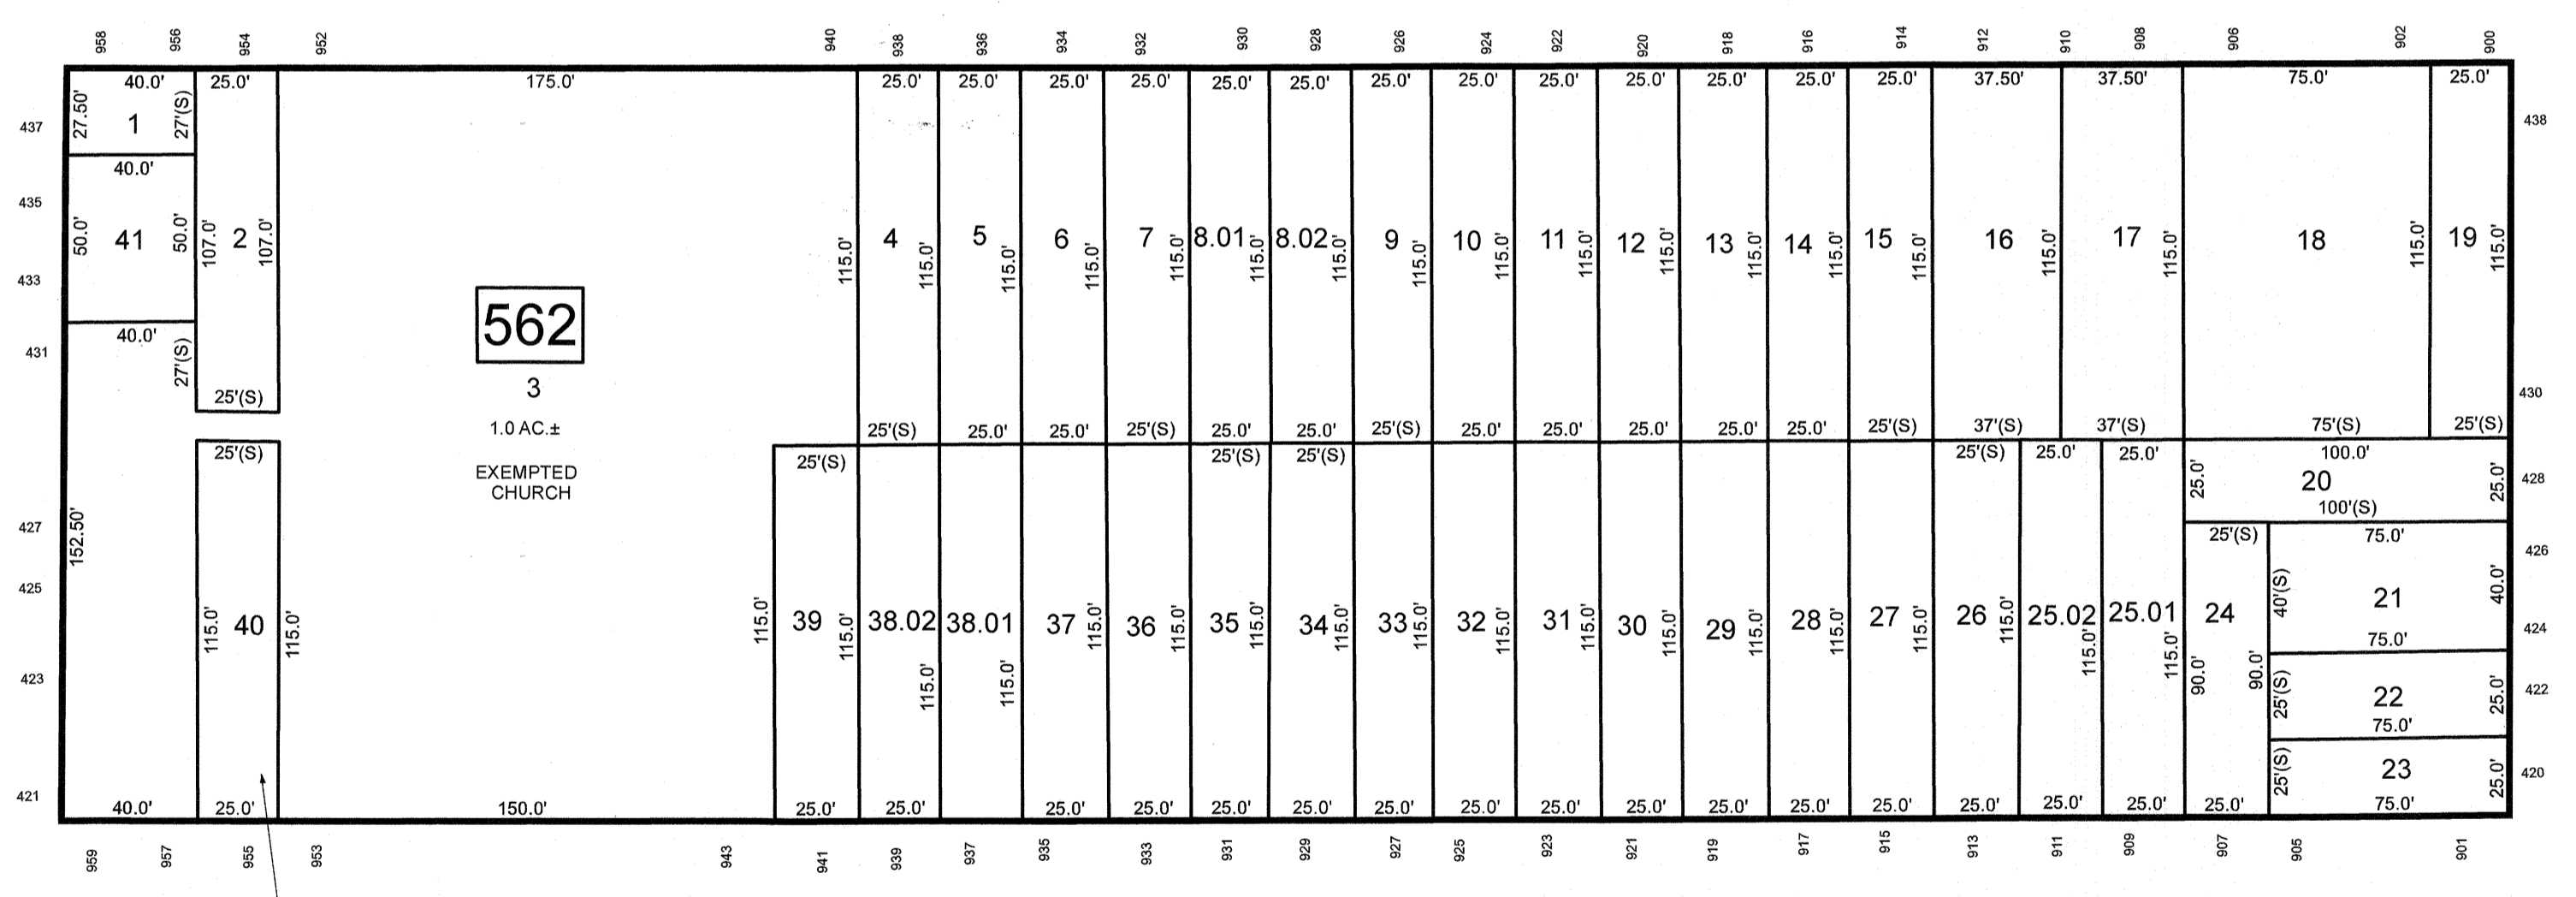 958 956 954 952 940 938 936 934 932 930 928 926 924 922 920 918 916 914 912 910 908 906 902 900
40.0' 25.0' 175.0' 25.0' 25.0' 25.0' 25.0' 25.0' 25.0' 25.0' 25.0' 25.0' 25.0' 25.0' 25.0' 25.0' 37.50' 37.50' 75.0' 25.0'
437 27.50' 1 27'(S) 438
40.0'
435
50.0' 41 50.0' 107.0' 2 107.0' 115.0' 4 115.0' 5 115.0' 6 115.0' 7 115.0' 8.01 115.0' 8.02 115.0' 9 115.0' 10 115.0' 11 115.0' 12 115.0' 13 115.0' 14 115.0' 15 115.0' 16 115.0' 17 115.0' 18 115.0' 19 115.0'
433
562
40.0'
431 27'(S)
3
25'(S) 430
1.0 AC.±
25'(S) 25.0' 25.0' 25'(S) 25.0' 25.0' 25'(S) 25.0' 25.0' 25.0' 25.0' 25.0' 25'(S) 37'(S) 37'(S) 75'(S) 25'(S)
25'(S) 25'(S) 25'(S) 25'(S) 25'(S) 25.0' 25.0' 100.0'
EXEMPTED
CHURCH
25.0' 20 25.0' 428
100'(S)
427 152.50' 25'(S) 75.0'
426
425 40'(S) 21 40.0'
115.0' 40 115.0' 115.0' 39 115.0' 38.02 115.0' 38.01 115.0' 37 115.0' 36 115.0' 35 115.0' 34 115.0' 33 115.0' 32 115.0' 31 115.0' 30 115.0' 29 115.0' 28 115.0' 27 115.0' 26 115.0' 25.02 115.0' 25.01 115.0' 24 424
75.0'
423 90.0' 90.0' 25'(S) 22 25.0' 422
75.0'
25'(S) 23 25.0' 420
421
40.0' 25.0' 150.0' 25.0' 25.0' 25.0' 25.0' 25.0' 25.0' 25.0' 25.0' 25.0' 25.0' 25.0' 25.0' 25.0' 25.0' 25.0' 25.0' 25.0' 75.0'
959 957 955 953 943 941 939 937 935 933 931 929 927 925 923 921 919 917 915 913 911 909 907 905 901